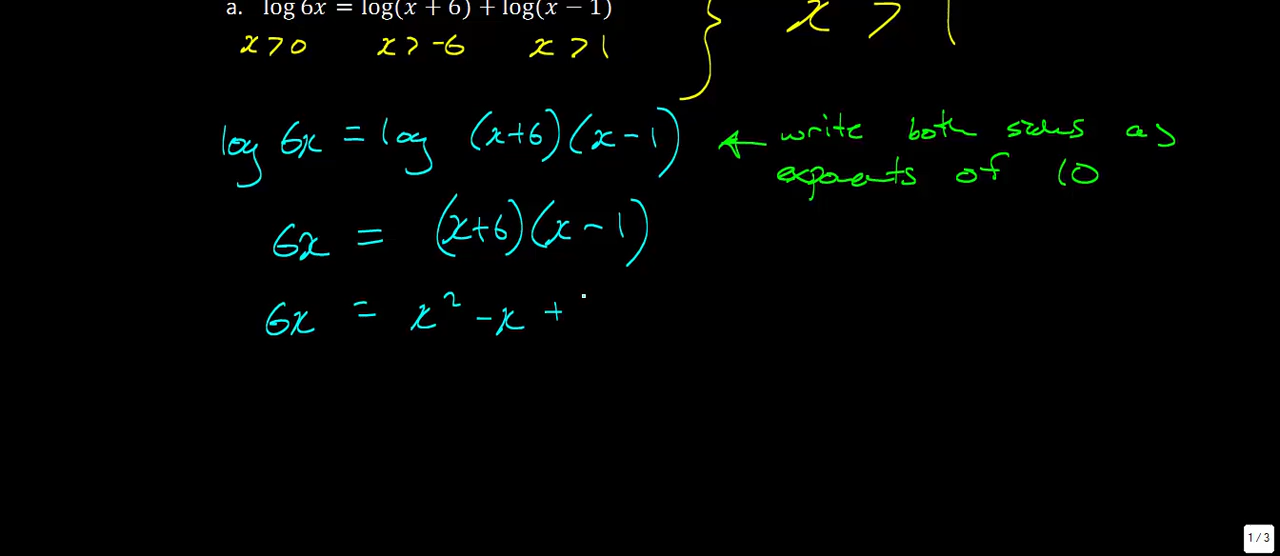 a. log 6x = log(x + 6) + log(x − 1)
x > 0 x > -6 x > 1
} x > 1
log 6x = log (x+6)(x-1) ← write both sides as
exponents of 10
6x = (x+6)(x-1)
6x = x² - x +
1 / 3